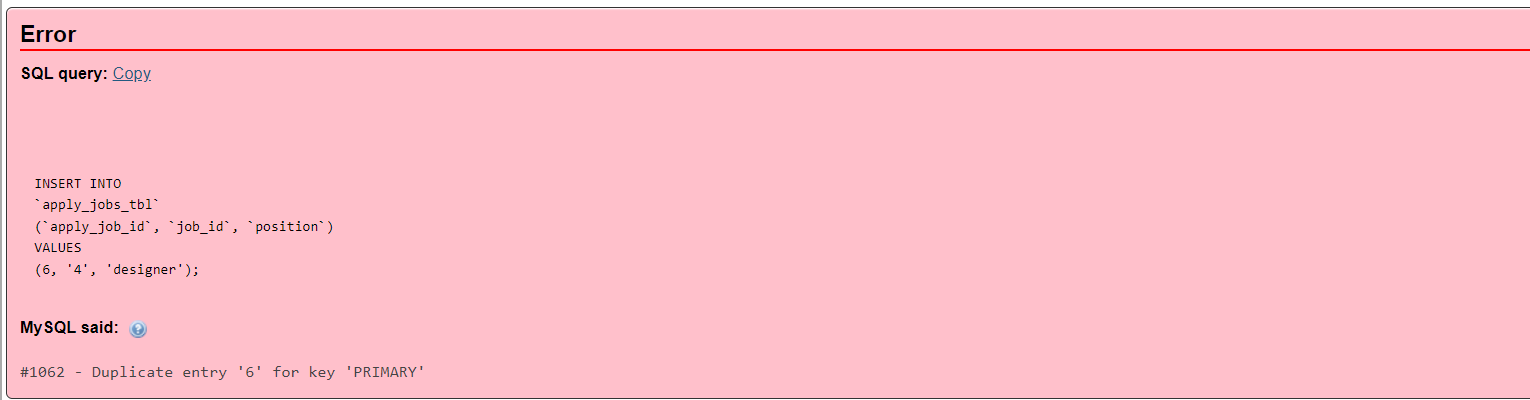 Error
SQL query: Copy
INSERT INTO
`apply_jobs_tbl`
(`apply_job_id`, `job_id`, `position`)
VALUES
(6, '4', 'designer');
MySQL said: ?
#1062 - Duplicate entry '6' for key 'PRIMARY'